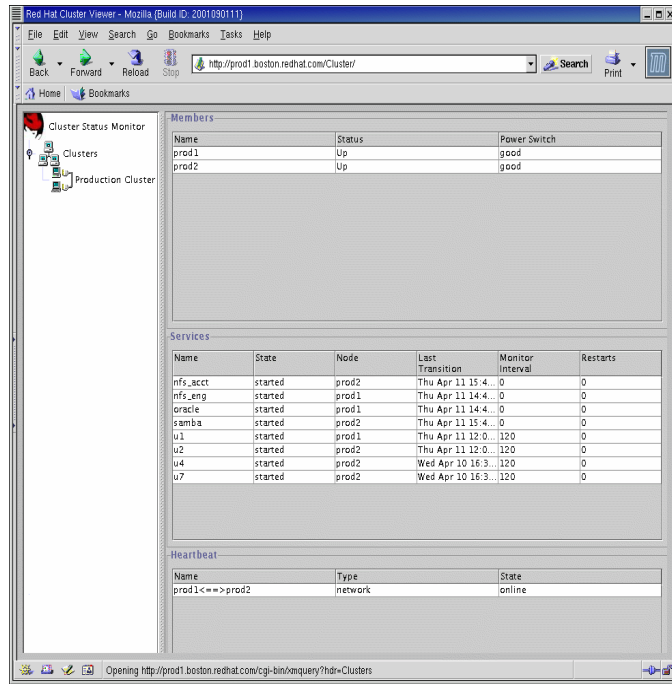 Red Hat Cluster Viewer - Mozilla {Build ID: 2001090111}
File Edit View Search Go Bookmarks Tasks Help
Back Forward Reload Stop http://prod1.boston.redhat.com/Cluster/ Search Print
Home Bookmarks
Cluster Status Monitor
Clusters
Production Cluster
Members
Name Status Power Switch
prod1 Up good
prod2 Up good
Services
Name State Node Last Transition Monitor Interval Restarts
nfs_acct started prod2 Thu Apr 11 15:4... 0 0
nfs_eng started prod1 Thu Apr 11 14:4... 0 0
oracle started prod1 Thu Apr 11 14:4... 0 0
samba started prod2 Thu Apr 11 15:4... 0 0
u1 started prod1 Thu Apr 11 12:0... 120 0
u2 started prod2 Thu Apr 11 12:0... 120 0
u4 started prod2 Wed Apr 10 16:3... 120 0
u7 started prod2 Wed Apr 10 16:3... 120 0
Heartbeat
Name Type State
prod1<==>prod2 network online
Opening http://prod1.boston.redhat.com/cgi-bin/xmquery?hdr=Clusters